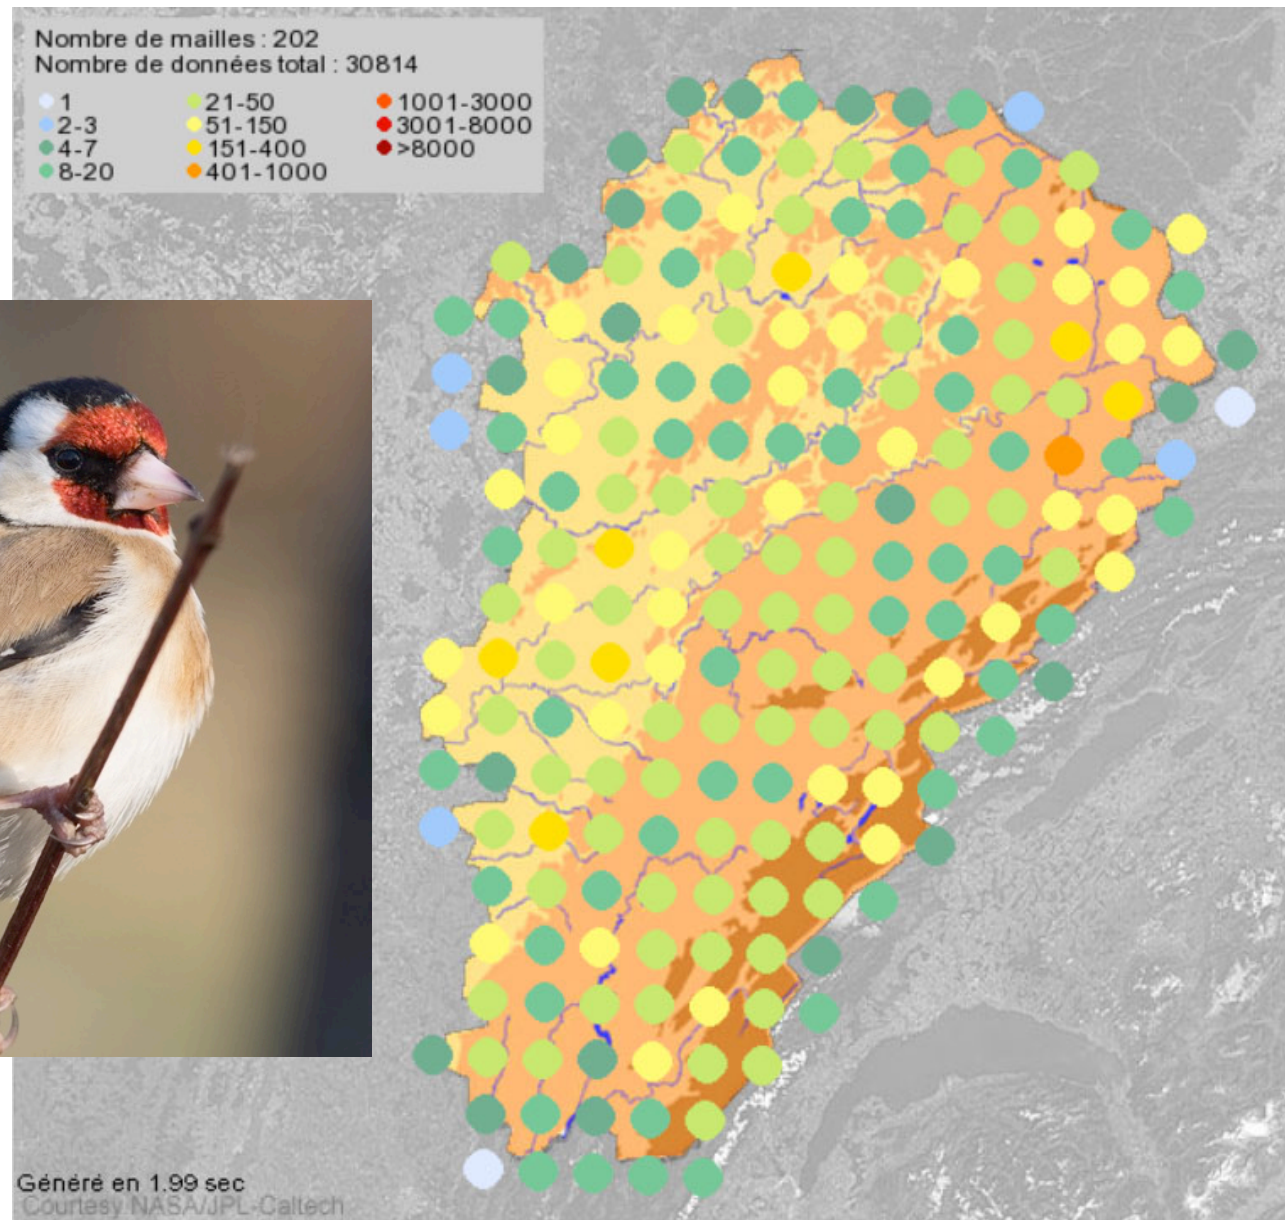 Nombre de mailles : 202
Nombre de données total : 30814
1
21-50
1001-3000
2-3
51-150
3001-8000
4-7
151-400
>8000
8-20
401-1000
Généré en 1.99 sec
Courtesy NASA/JPL-Caltech